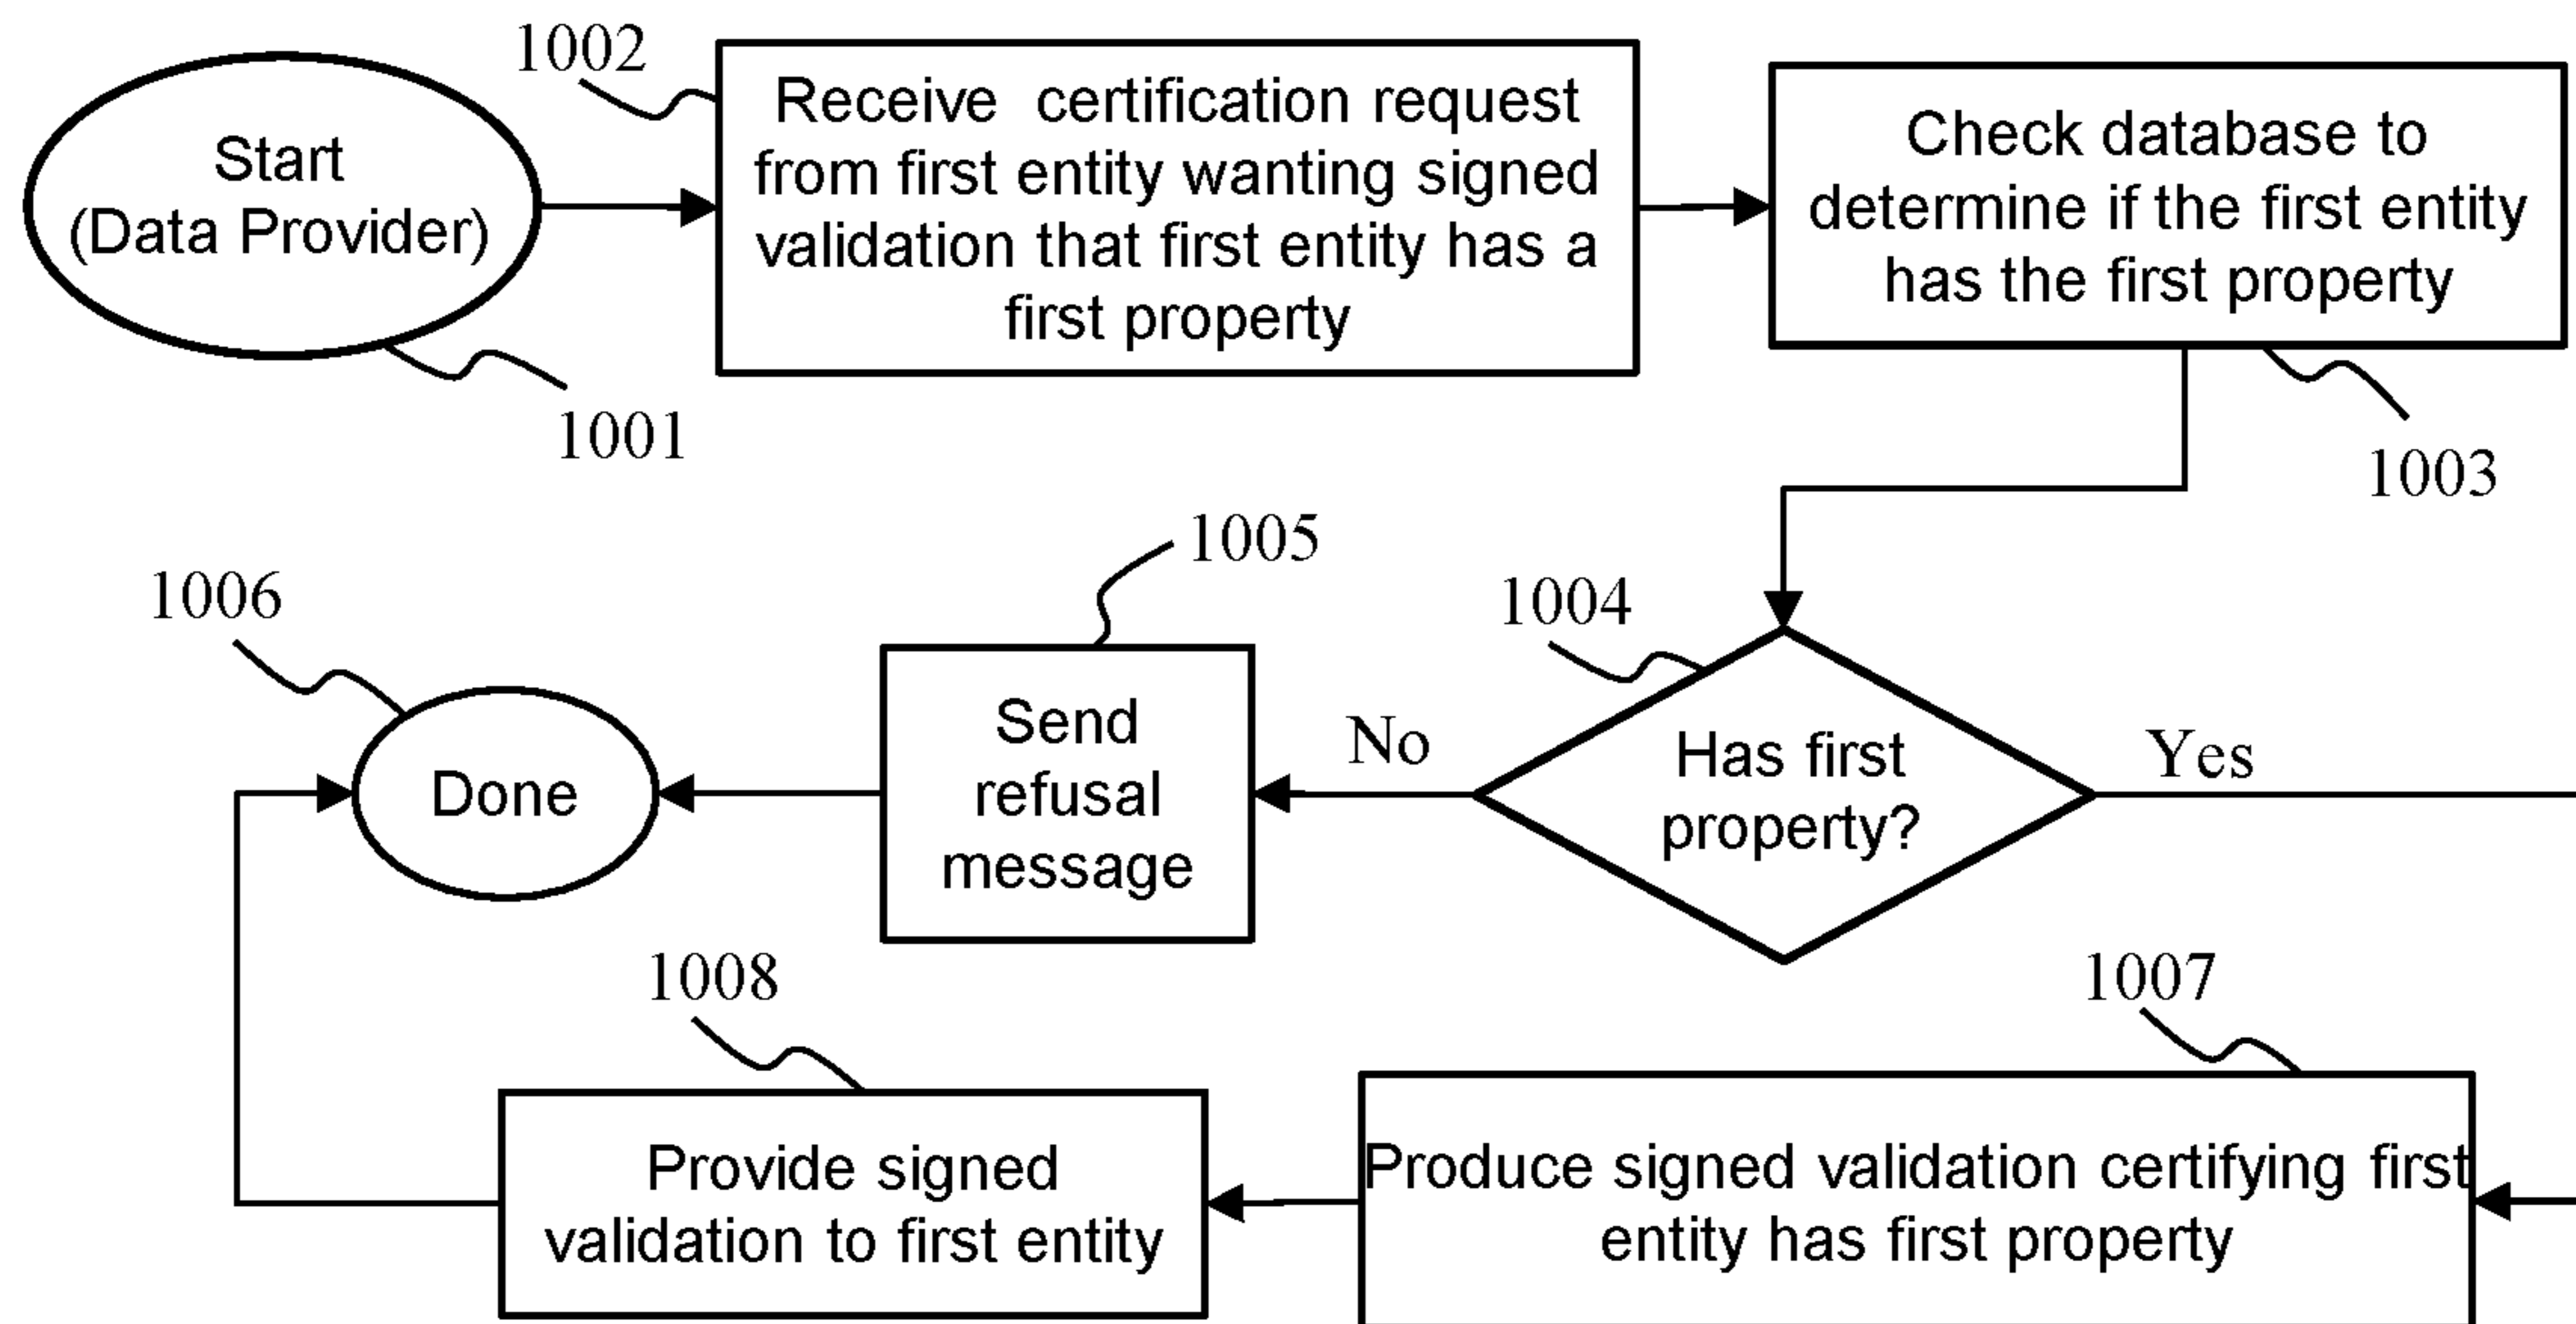 1002
Start
(Data Provider)
1001
Receive certification request
from first entity wanting signed
validation that first entity has a
first property
Check database to
determine if the first entity
has the first property
1003
1004
Has first
property?
No
Yes
1005
Send
refusal
message
1006
Done
1007
Produce signed validation certifying first
entity has first property
1008
Provide signed
validation to first entity